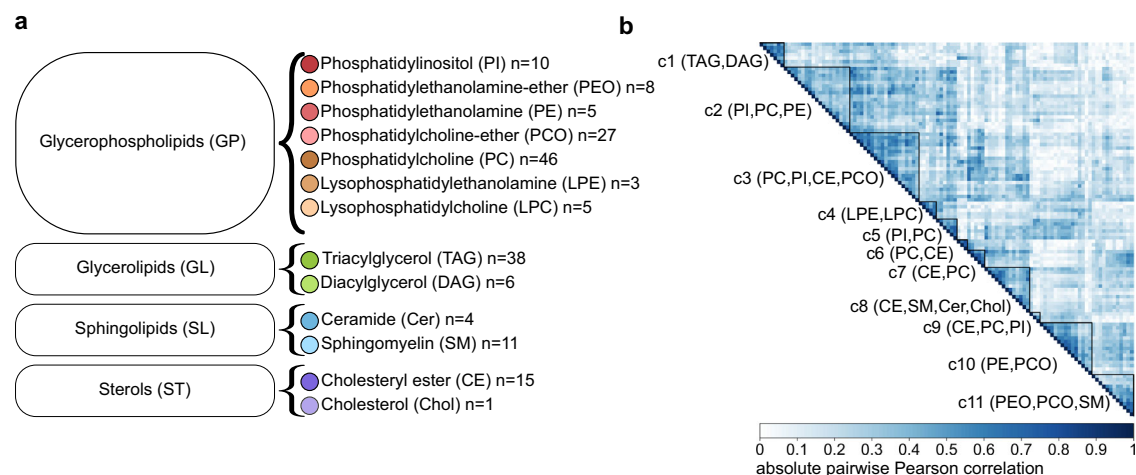 a
Glycerophospholipids (GP)
Phosphatidylinositol (PI) n=10
Phosphatidylethanolamine-ether (PEO) n=8
Phosphatidylethanolamine (PE) n=5
Phosphatidylcholine-ether (PCO) n=27
Phosphatidylcholine (PC) n=46
Lysophosphatidylethanolamine (LPE) n=3
Lysophosphatidylcholine (LPC) n=5
Glycerolipids (GL)
Triacylglycerol (TAG) n=38
Diacylglycerol (DAG) n=6
Sphingolipids (SL)
Ceramide (Cer) n=4
Sphingomyelin (SM) n=11
Sterols (ST)
Cholesteryl ester (CE) n=15
Cholesterol (Chol) n=1
b
c1 (TAG,DAG)
c2 (PI,PC,PE)
c3 (PC,PI,CE,PCO)
c4 (LPE,LPC)
c5 (PI,PC)
c6 (PC,CE)
c7 (CE,PC)
c8 (CE,SM,Cer,Chol)
c9 (CE,PC,PI)
c10 (PE,PCO)
c11 (PEO,PCO,SM)
0 0.1 0.2 0.3 0.4 0.5 0.6 0.7 0.8 0.9 1
absolute pairwise Pearson correlation